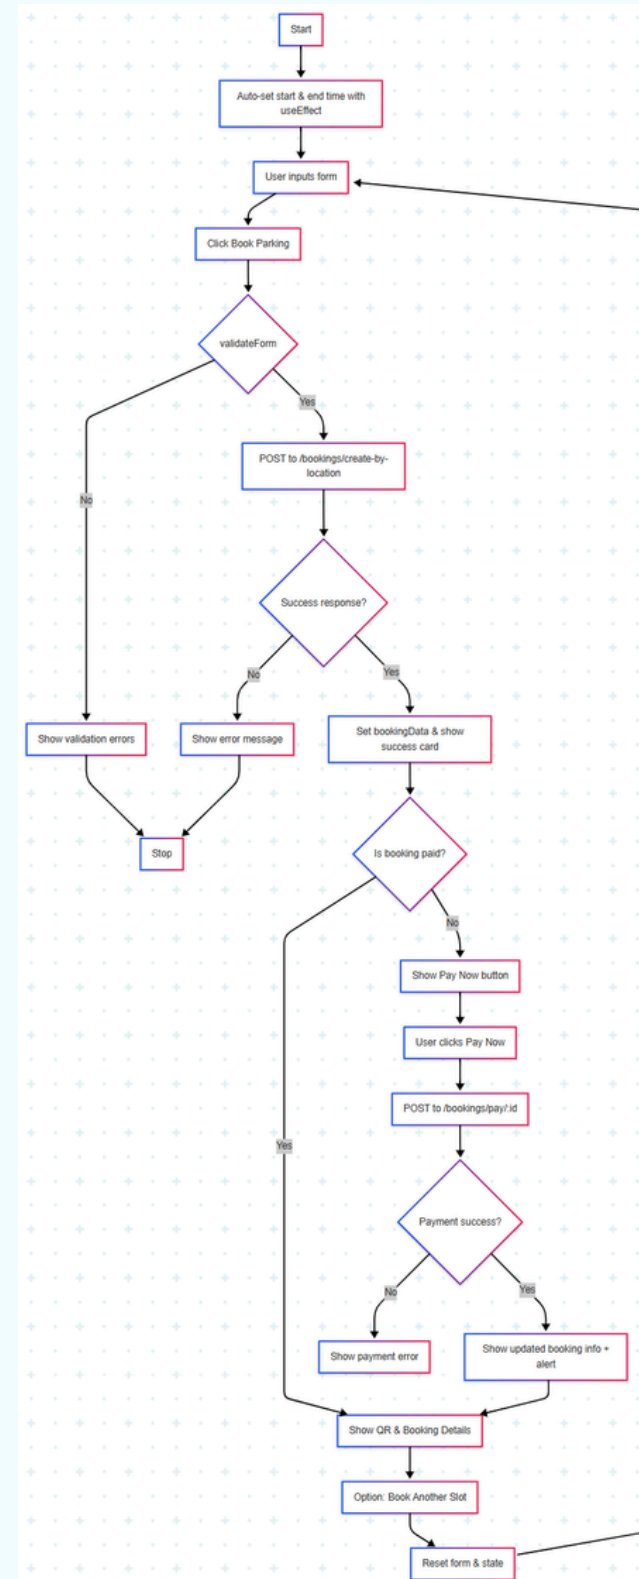 Start
Auto-set start & end time with
useEffect
User inputs form
Click Book Parking
validateForm
Yes
POST to /bookings/create-by-
location
No
Success response?
No
Yes
Show validation errors
Show error message
Set bookingData & show
success card
Stop
Is booking paid?
No
Show Pay Now button
User clicks Pay Now
POST to /bookings/pay/:id
Yes
Payment success?
No
Yes
Show payment error
Show updated booking info +
alert
Show QR & Booking Details
Option: Book Another Slot
Reset form & state